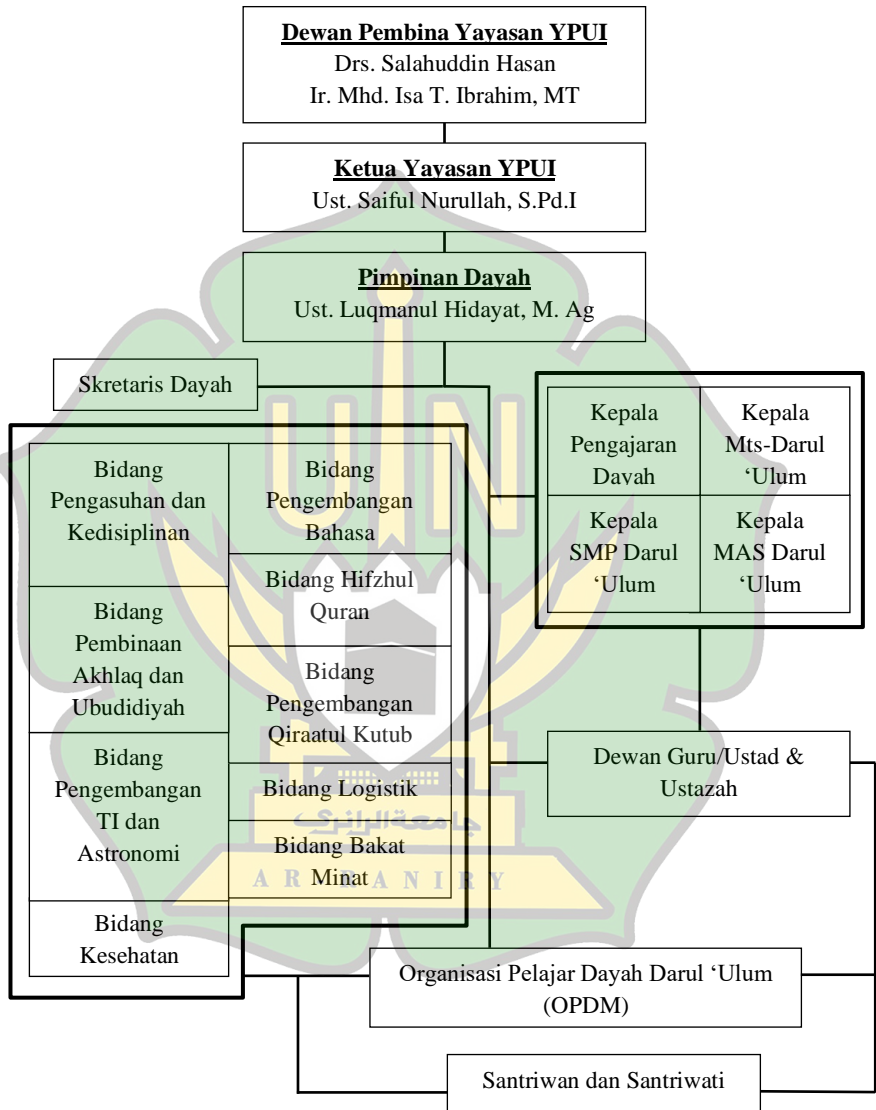 Dewan Pembina Yayasan YPUI
Drs. Salahuddin Hasan
Ir. Mhd. Isa T. Ibrahim, MT
Ketua Yayasan YPUI
Ust. Saiful Nurullah, S.Pd.I
Pimpinan Dayah
Ust. Luqmanul Hidayat, M. Ag
Skretaris Dayah
Kepala
Pengajaran
Dayah
Kepala
Mts-Darul
‘Ulum
Kepala
SMP Darul
‘Ulum
Kepala
MAS Darul
‘Ulum
Bidang
Pengasuhan dan
Kedisiplinan
Bidang
Pengembangan
Bahasa
Bidang Hifzhul
Quran
Bidang
Pembinaan
Akhlaq dan
Ubudidiyah
Bidang
Pengembangan
Qiraatul Kutub
Bidang
Pengembangan
TI dan
Astronomi
Bidang Logistik
Bidang Bakat
Minat
Bidang
Kesehatan
Dewan Guru/Ustad &
Ustazah
Organisasi Pelajar Dayah Darul ‘Ulum
(OPDM)
Santriwan dan Santriwati
UIN
جامعة الرانري
AR-RANIRY